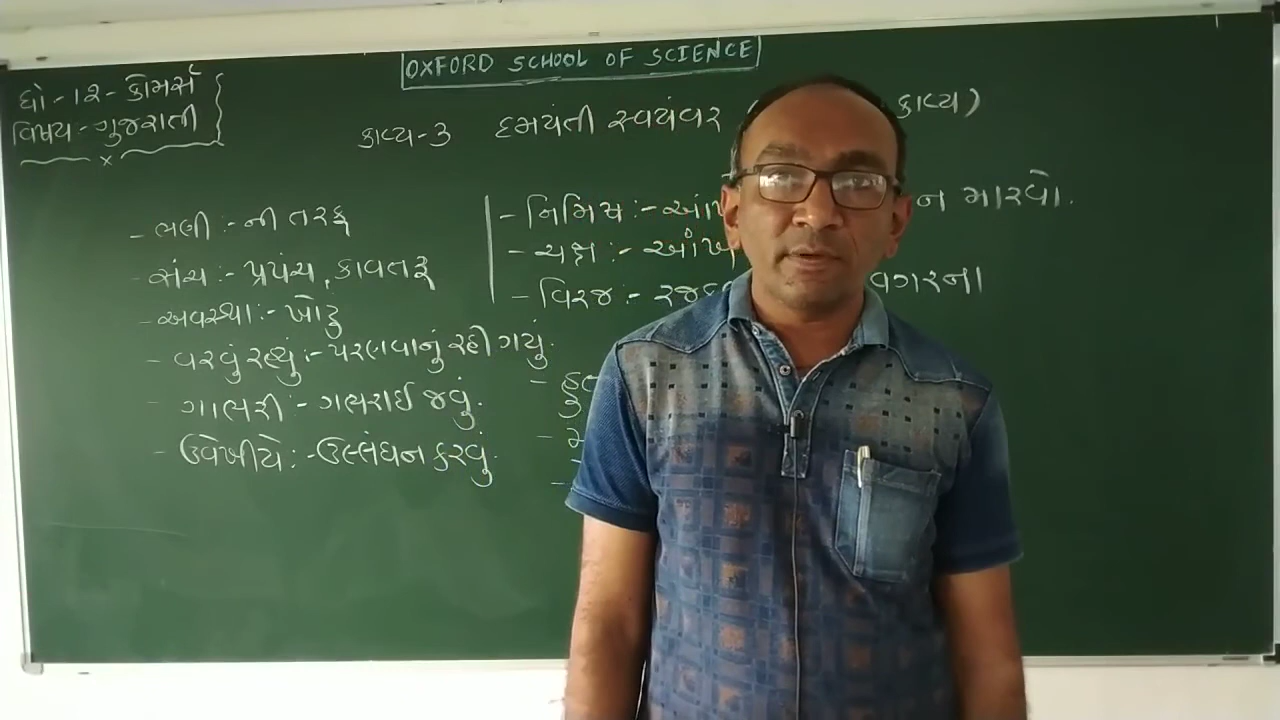 OXFORD SCHOOL OF SCIENCE
ધો-12-કોમર્સ
વિષય-ગુજરાતી
કાવ્ય-3 દમયંતી સ્વયંવર કાવ્ય)
- ભણી :- ની તરફ
- સંચ :- પ્રપંચ, કાવતરૂ
- અવસ્થા :- ખોટુ
- વરવું રહ્યું :- પરણવાનું રહી ગયું.
- ગાભરી :- ગભરાઈ જવું.
- ઉવેખીયે :- ઉલ્લંઘન કરવું.
- નિમિષ :- ન મારવો.
- ચક્ષ :- આઁખ
- વિરજ :- વગરના